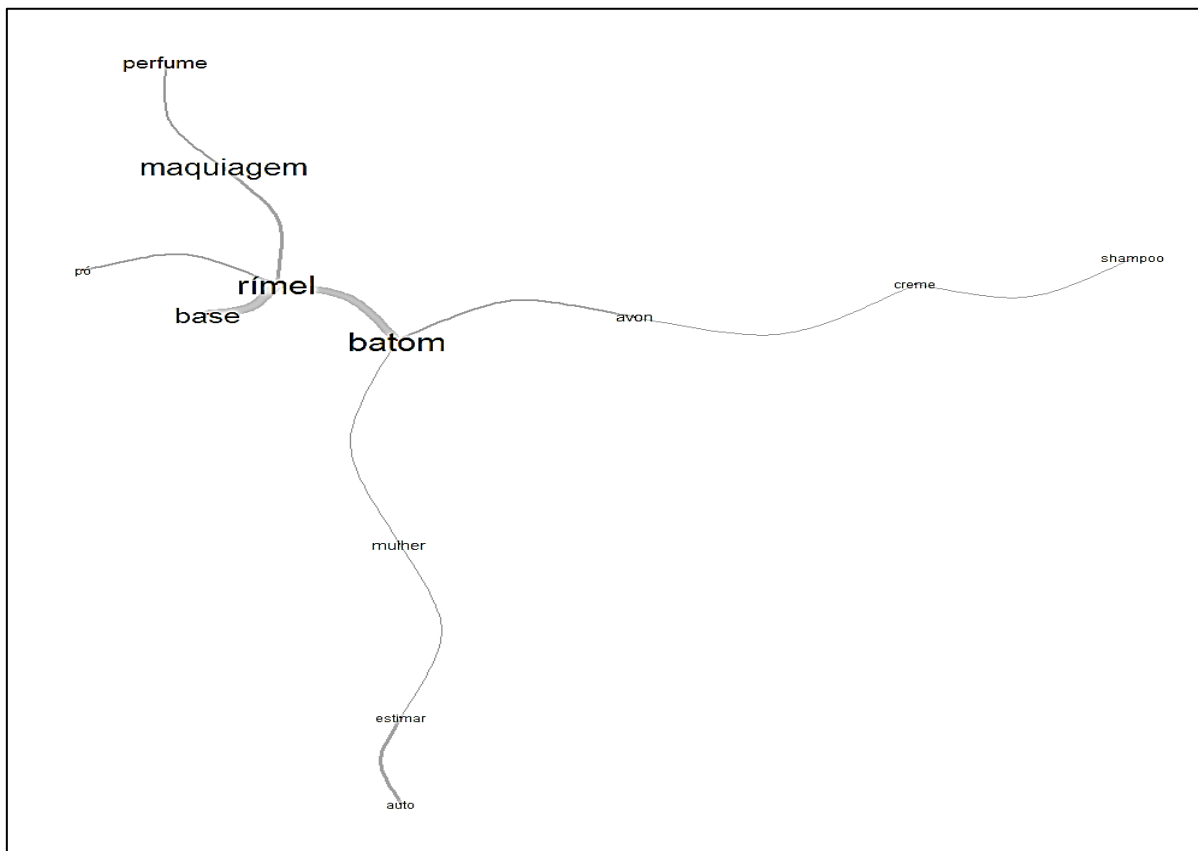 perfume
maquiagem
shampoo
pó
rímel
creme
base
avon
batom
mulher
estimar
auto